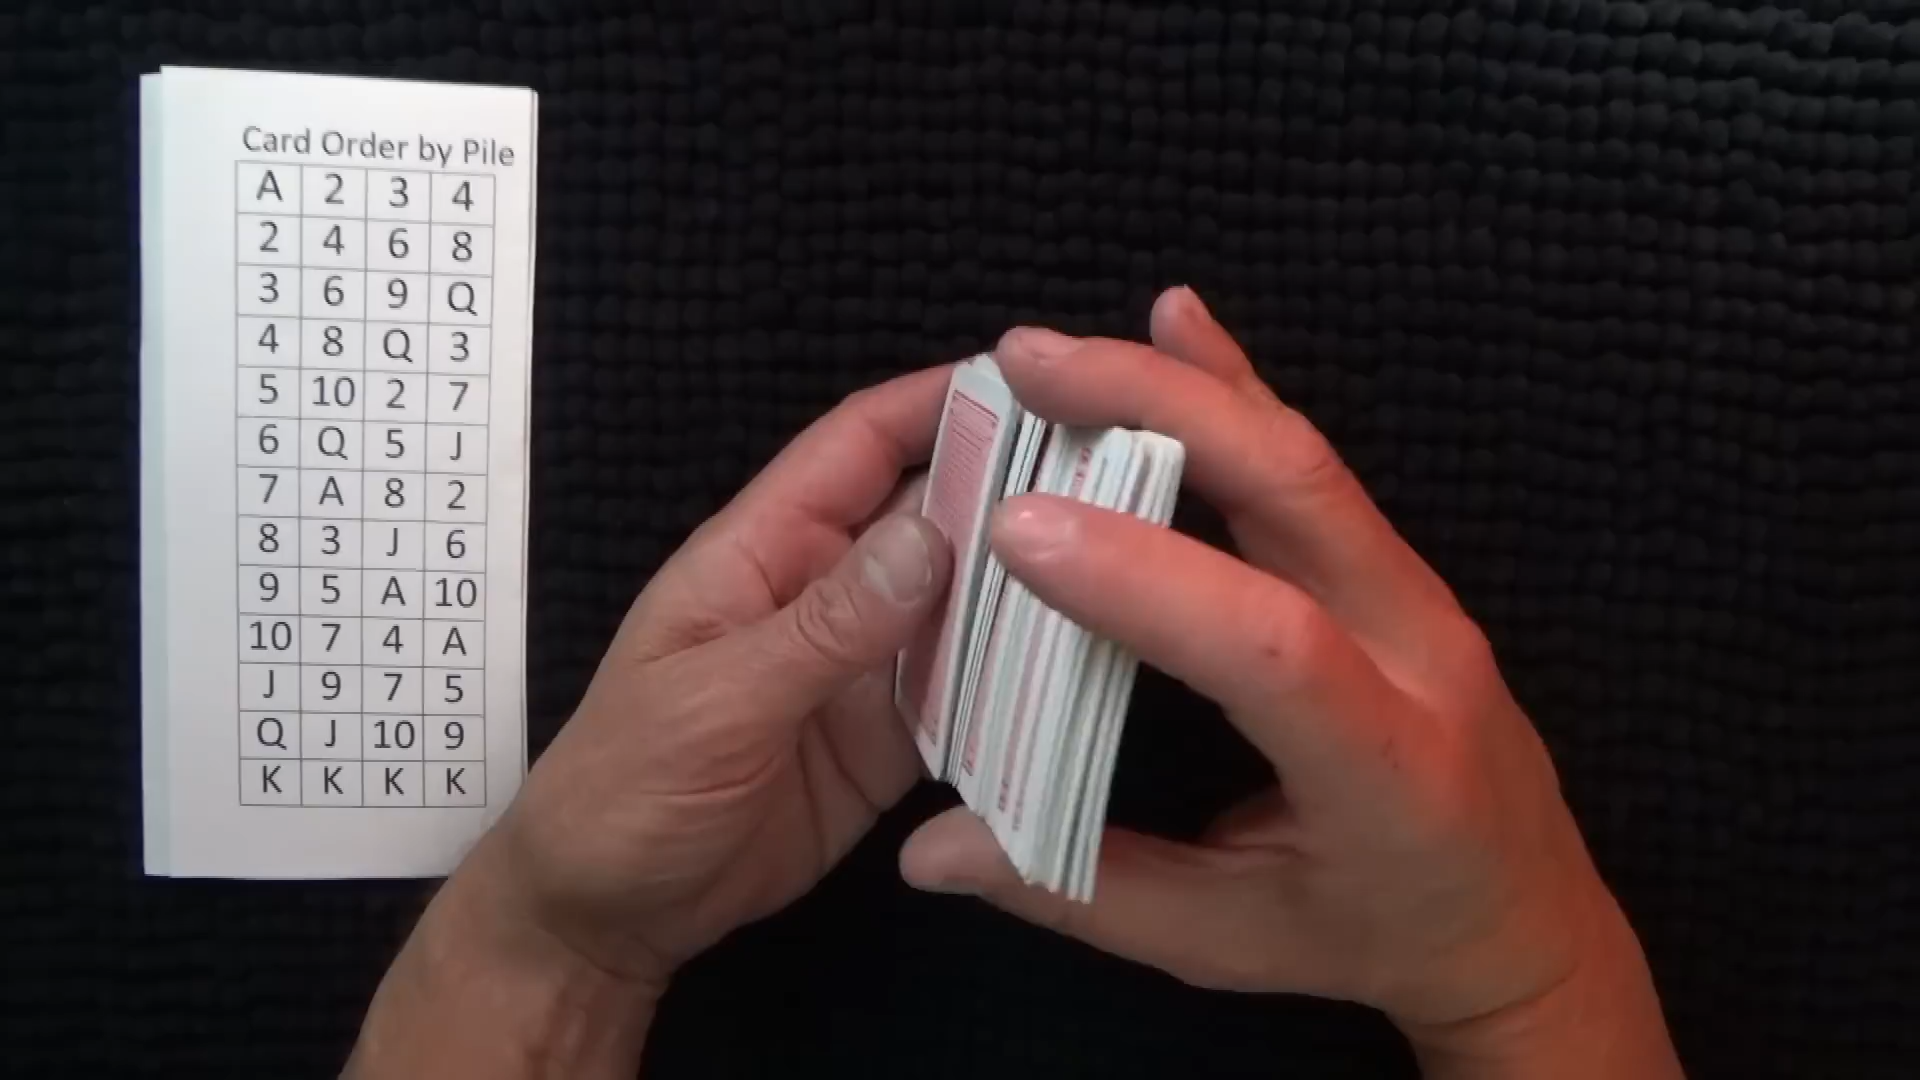 Card Order by Pile
A 2 3 4
2 4 6 8
3 6 9 Q
4 8 Q 3
5 10 2 7
6 Q 5 J
7 A 8 2
8 3 J 6
9 5 A 10
10 7 4 A
J 9 7 5
Q J 10 9
K K K K